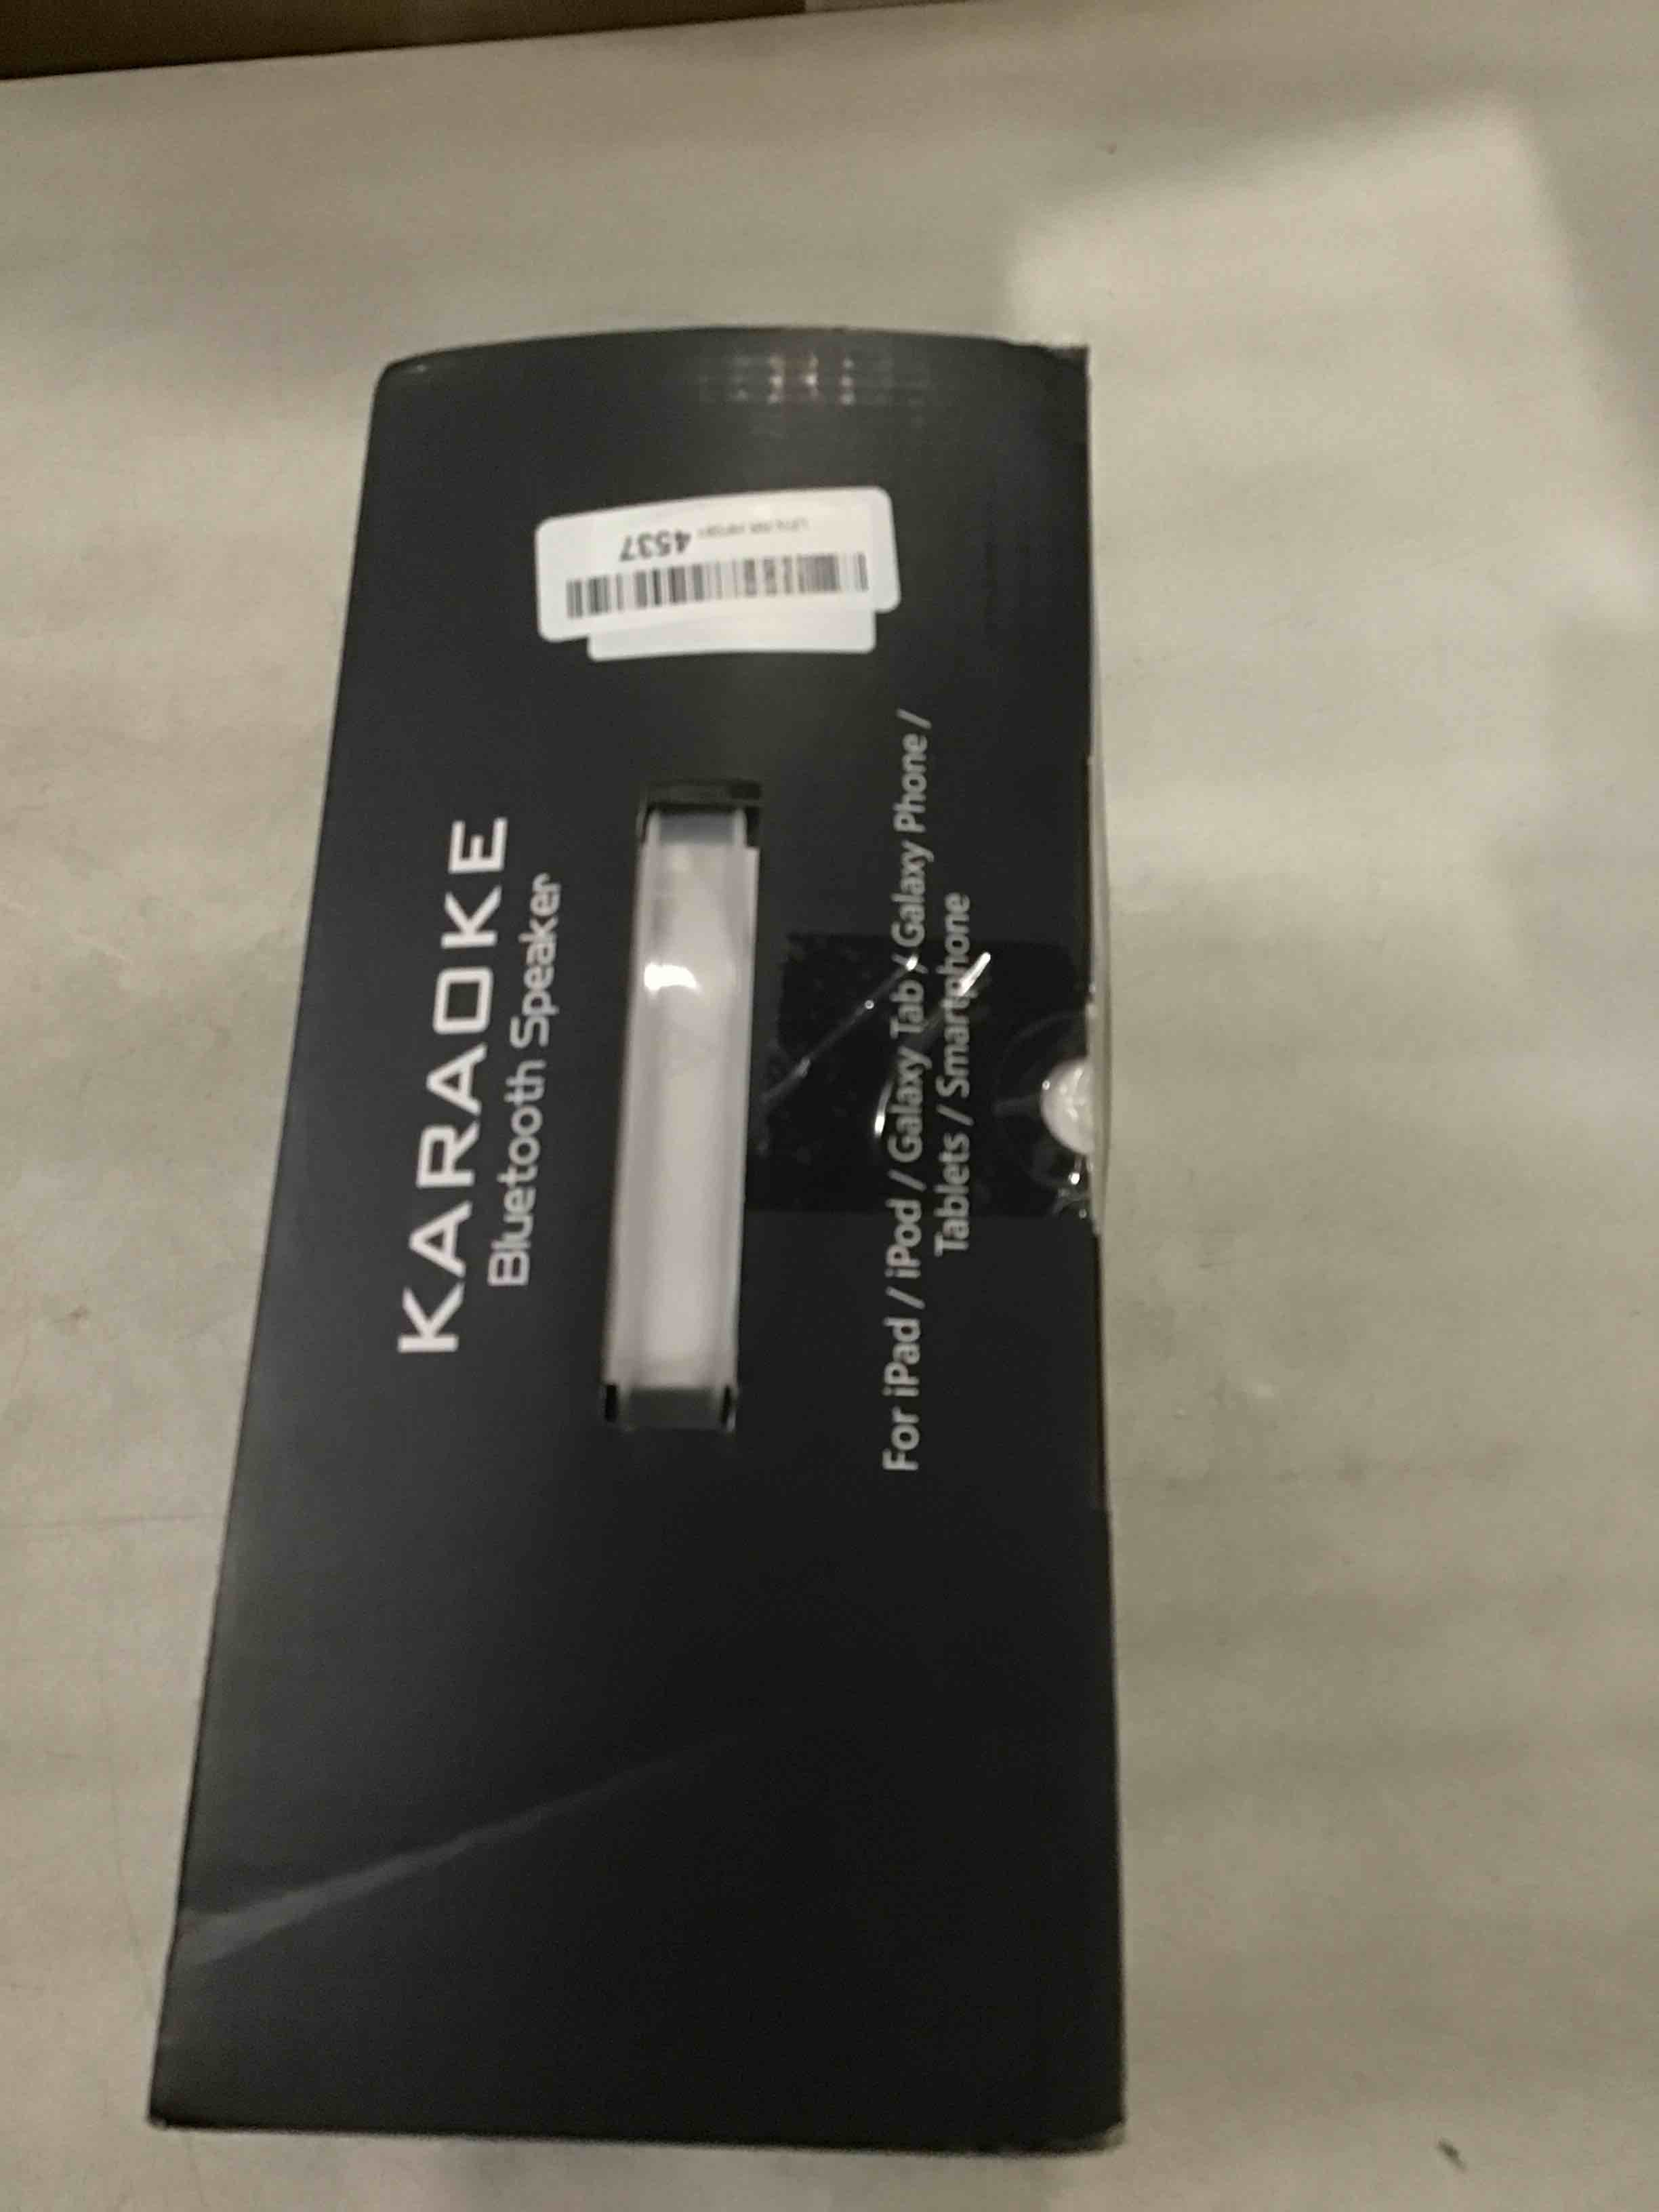 KARAOKE
Bluetooth Speaker
For iPad / iPod / Galaxy Tab / Galaxy Phone /
Tablets / Smartphone
4537